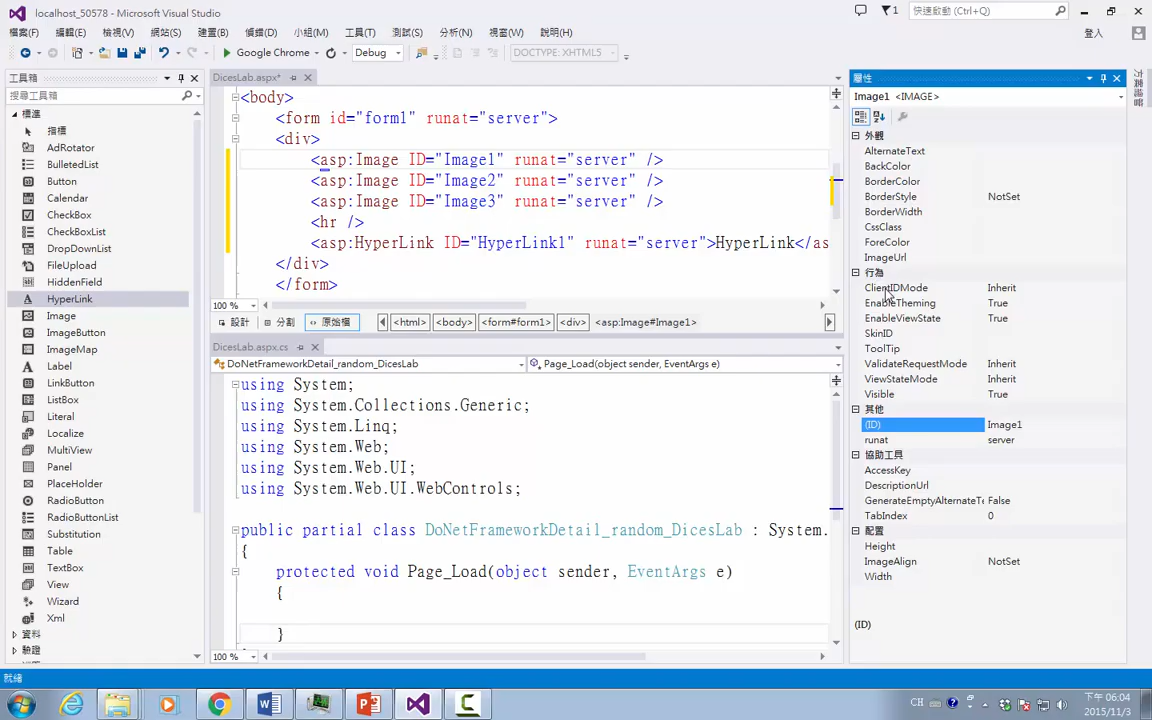 localhost_50578 - Microsoft Visual Studio
1
快速啟動 (Ctrl+Q)
檔案(F) 編輯(E) 檢視(V) 網站(S) 建置(B) 偵錯(D) 小組(M) 工具(T) 測試(S) 分析(N) 視窗(W) 說明(H)
登入
Google Chrome
Debug
DOCTYPE: XHTML5
工具箱
搜尋工具箱
標準
指標
AdRotator
BulletedList
Button
Calendar
CheckBox
CheckBoxList
DropDownList
FileUpload
HiddenField
HyperLink
Image
ImageButton
ImageMap
Label
LinkButton
ListBox
Literal
Localize
MultiView
Panel
PlaceHolder
RadioButton
RadioButtonList
Substitution
Table
TextBox
View
Wizard
Xml
資料
驗證
DicesLab.aspx*
<body>
<form id="form1" runat="server">
<div>
<asp:Image ID="Image1" runat="server" />
<asp:Image ID="Image2" runat="server" />
<asp:Image ID="Image3" runat="server" />
<hr />
<asp:HyperLink ID="HyperLink1" runat="server">HyperLink</as
</div>
</form>
100 %
設計 分割 原始檔 <html> <body> <form#form1> <div> <asp:Image#Image1>
DicesLab.aspx.cs
DoNetFrameworkDetail_random_DicesLab
Page_Load(object sender, EventArgs e)
using System;
using System.Collections.Generic;
using System.Linq;
using System.Web;
using System.Web.UI;
using System.Web.UI.WebControls;
public partial class DoNetFrameworkDetail_random_DicesLab : System.
{
protected void Page_Load(object sender, EventArgs e)
{
}
100 %
屬性
Image1 <IMAGE>
外觀
AlternateText
BackColor
BorderColor
BorderStyle NotSet
BorderWidth
CssClass
ForeColor
ImageUrl
行為
ClientIDMode Inherit
EnableTheming True
EnableViewState True
SkinID
ToolTip
ValidateRequestMode Inherit
ViewStateMode Inherit
Visible True
其他
(ID) Image1
runat server
協助工具
AccessKey
DescriptionUrl
GenerateEmptyAlternateTe False
TabIndex 0
配置
Height
ImageAlign NotSet
Width
(ID)
方案總管
就緒
CH
下午 06:04
2015/11/3